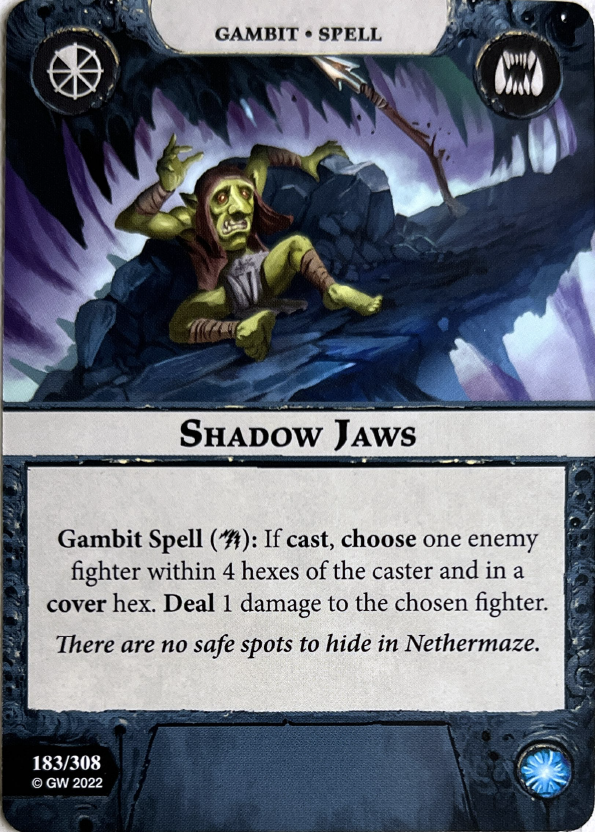 GAMBIT • SPELL
SHADOW JAWS
Gambit Spell (): If cast, choose one enemy
fighter within 4 hexes of the caster and in a
cover hex. Deal 1 damage to the chosen fighter.
There are no safe spots to hide in Nethermaze.
183/308
© GW 2022